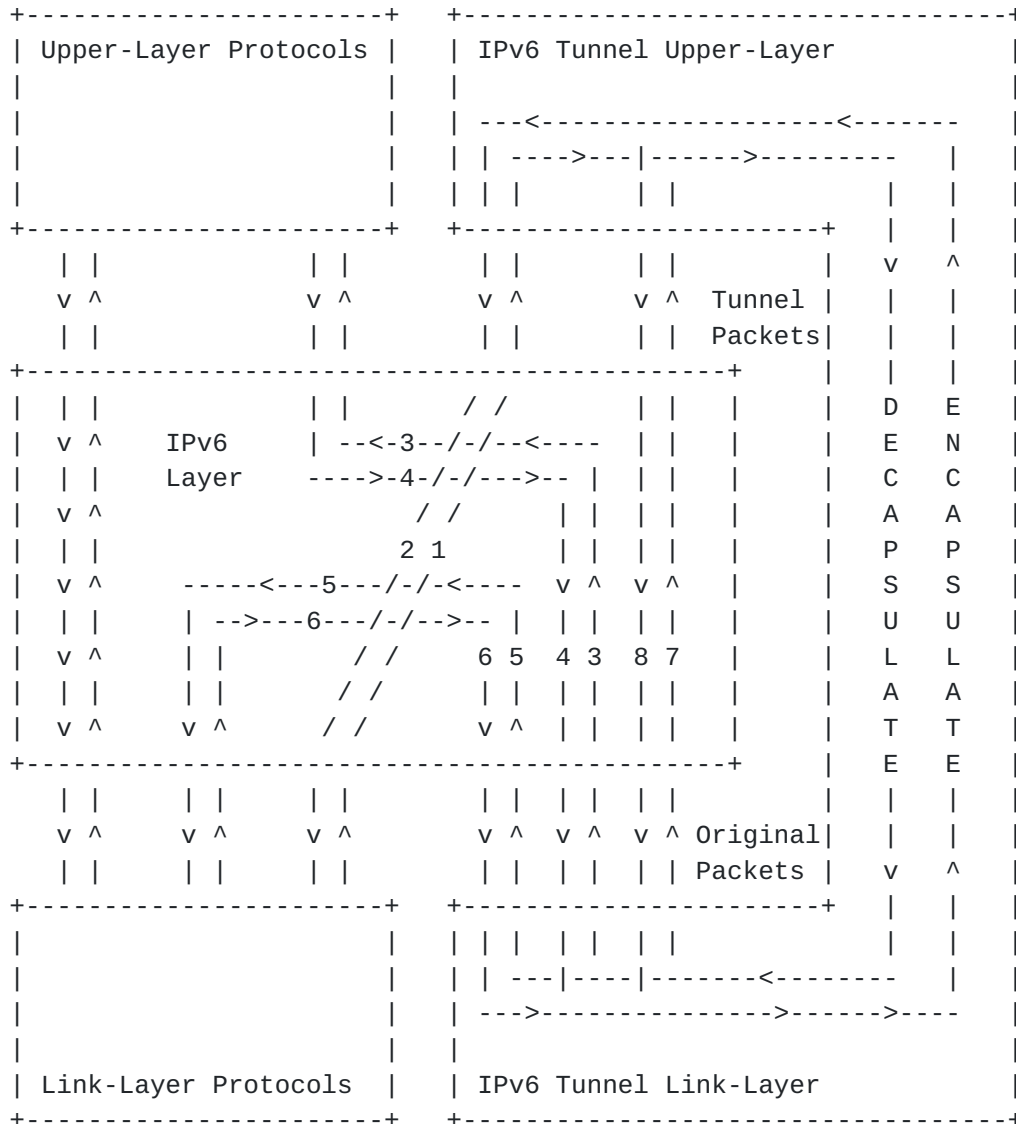 +------------------------+   +-----------------------------------+
| Upper-Layer Protocols |   | IPv6 Tunnel Upper-Layer           |
|                       |   |                                   |
|                       |   | ---<-------------------<-------   |
|                       |   | | ---->---|------>---------   |   |
|                       |   | | |       | |             |   |   |
+-----------------------+   +-----------------------+   |   |   |
   | |             | |        | |       | |         |   v   ^   |
   v ^             v ^        v ^       v ^  Tunnel |   |   |   |
   | |             | |        | |       | |  Packets|   |   |   |
+---------------------------------------------+     |   |   |   |
|  | |             | |       / /        | |   |     |   D   E   |
|  v ^    IPv6     | --<-3--/-/--<----  | |   |     |   E   N   |
|  | |    Layer    ---->-4-/-/--->-- |  | |   |     |   C   C   |
|  v ^                    / /      | |  | |   |     |   A   A   |
|  | |                   2 1       | |  | |   |     |   P   P   |
|  v ^     -----<---5---/-/-<----  v ^  v ^   |     |   S   S   |
|  | |     | -->---6---/-/-->-- |  | |  | |   |     |   U   U   |
|  v ^     | |        / /     6 5  4 3  8 7   |     |   L   L   |
|  | |     | |       / /      | |  | |  | |   |     |   A   A   |
|  v ^     v ^      / /       v ^  | |  | |   |     |   T   T   |
+---------------------------------------------+     |   E   E   |
   | |     | |     | |        | |  | |  | |         |   |   |   |
   v ^     v ^     v ^        v ^  v ^  v ^ Original|   |   |   |
   | |     | |     | |        | |  | |  | | Packets |   v   ^   |
+-----------------------+   +-----------------------+   |   |   |
|                       |   | | |  | |  | |             |   |   |
|                       |   | | ---|----|-------<--------   |   |
|                       |   | --->--------------->------>----   |
|                       |   |                                   |
| Link-Layer Protocols  |   | IPv6 Tunnel Link-Layer            |
+-----------------------+   +-----------------------------------+